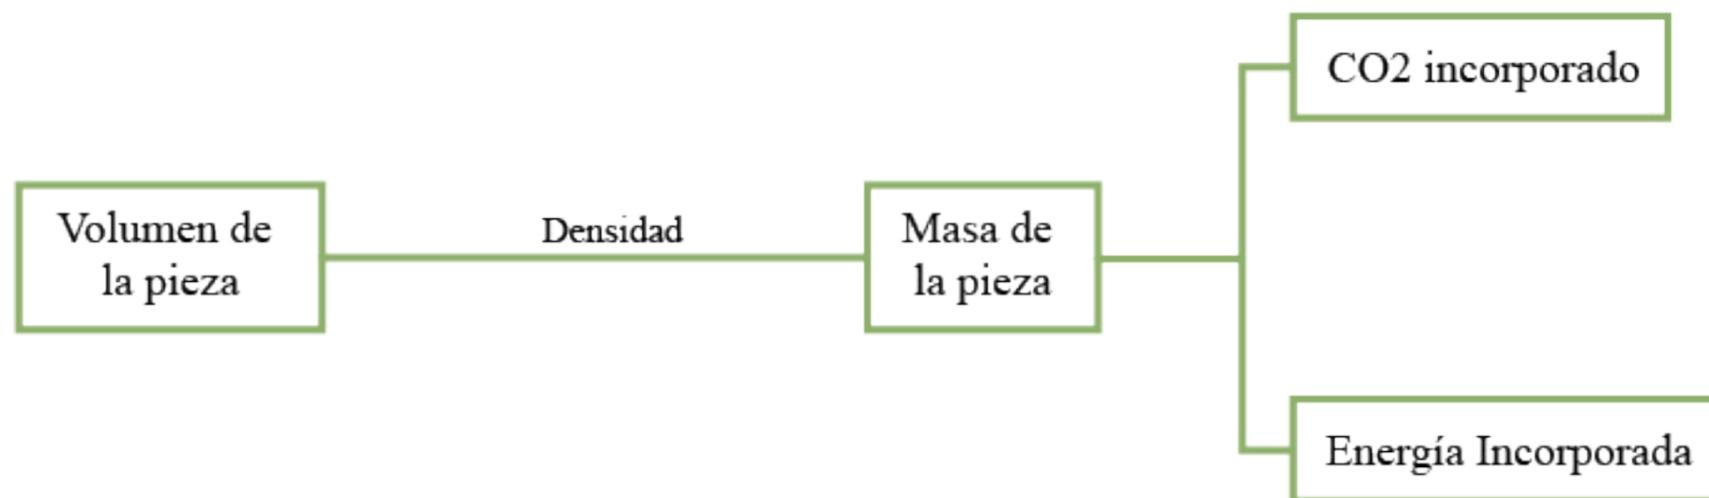 Volumen de
la pieza
Densidad
Masa de
la pieza
CO2 incorporado
Energía Incorporada